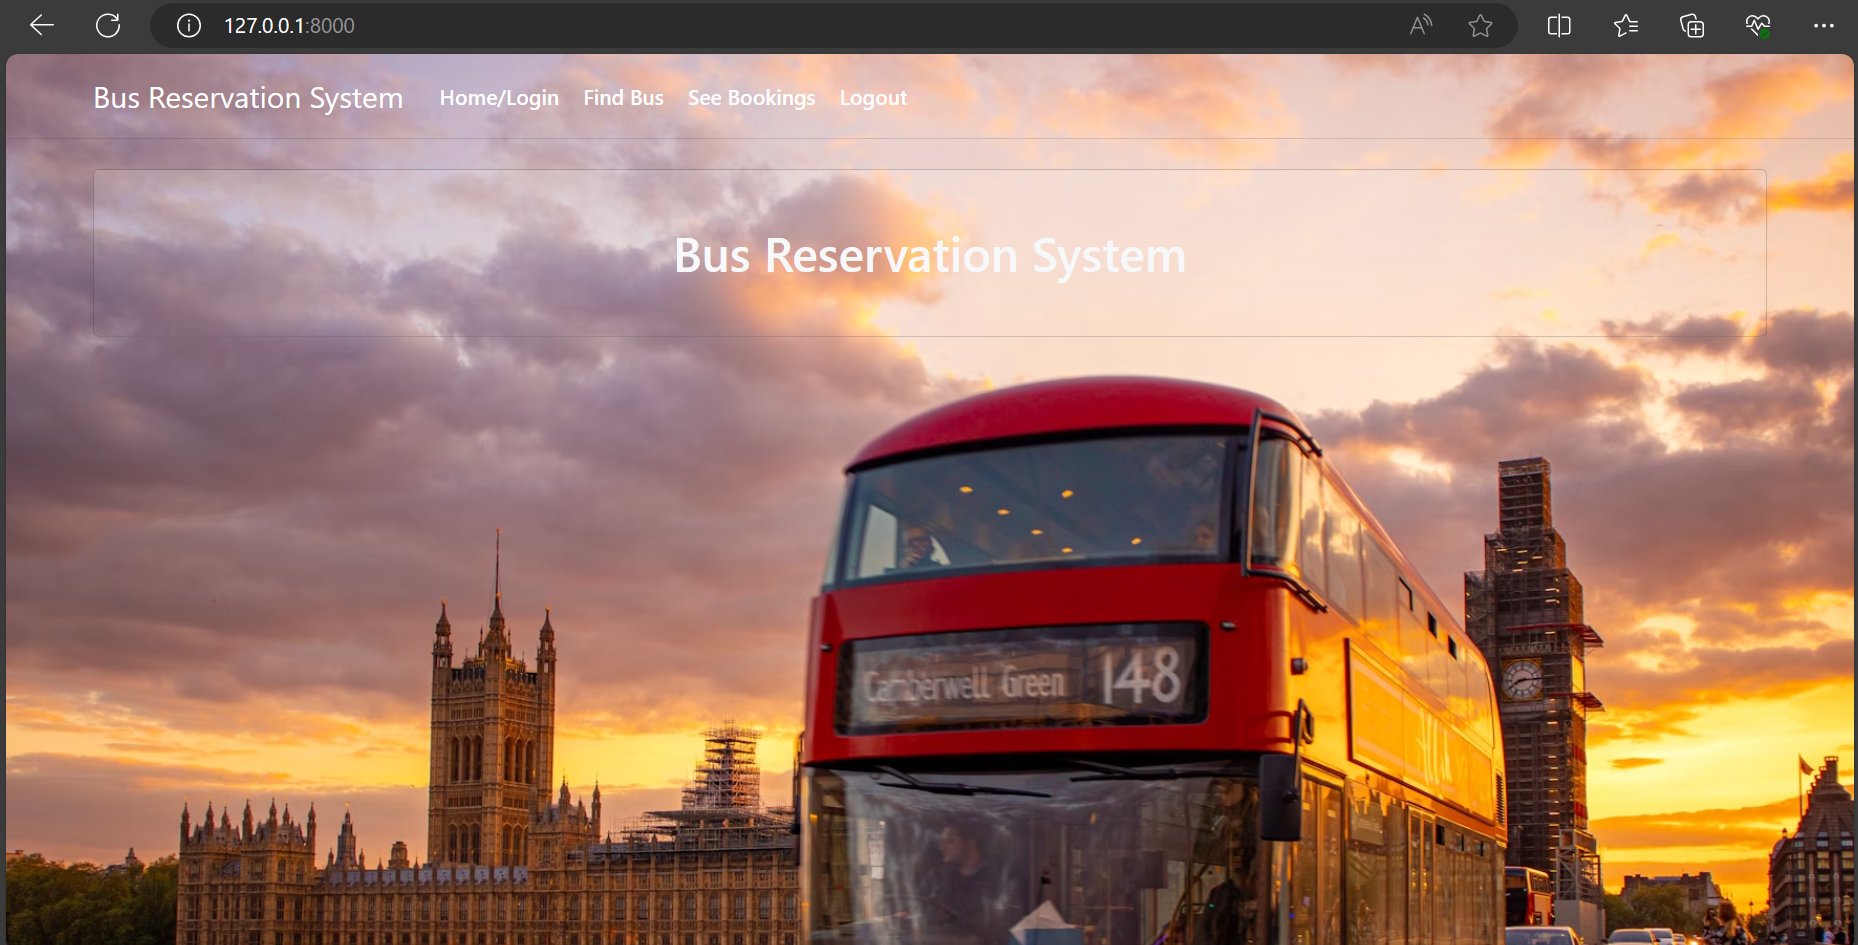 127.0.0.1:8000
Bus Reservation System Home/Login Find Bus See Bookings Logout
Bus Reservation System
Camberwell Green 148